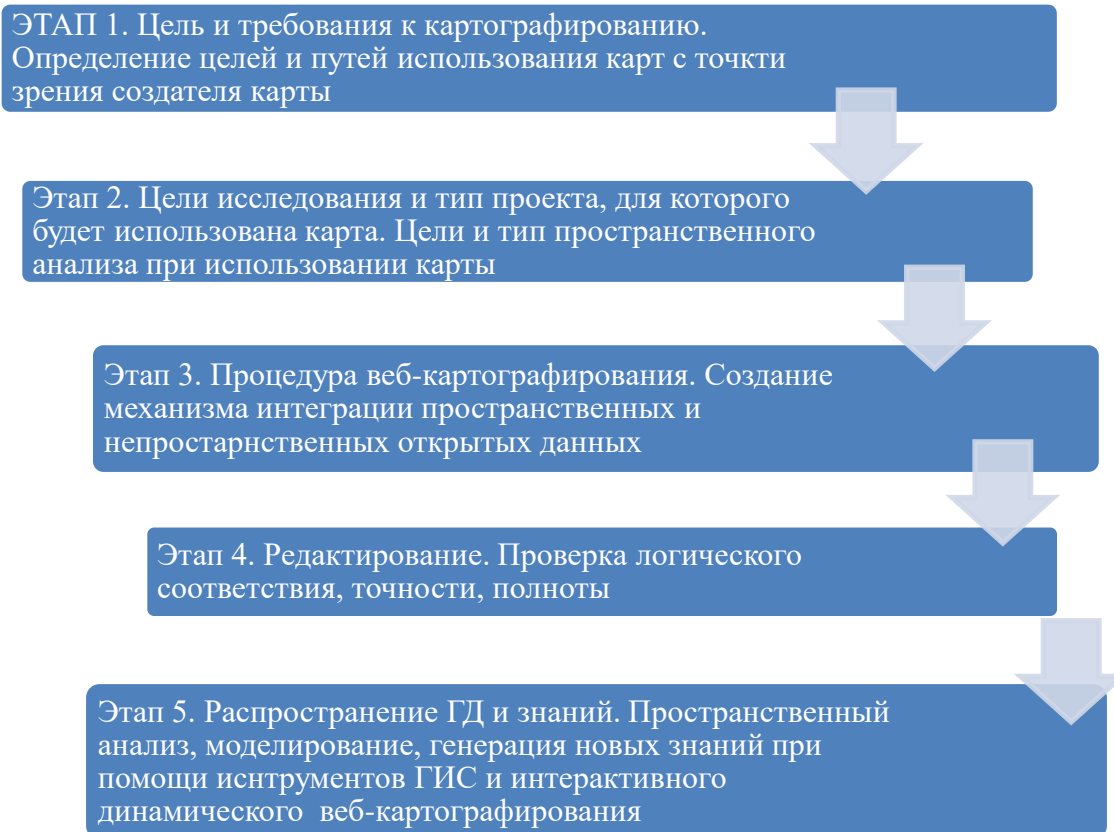 ЭТАП 1. Цель и требования к картографированию.
Определение целей и путей использования карт с точкти
зрения создателя карты
Этап 2. Цели исследования и тип проекта, для которого
будет использована карта. Цели и тип пространственного
анализа при использовании карты
Этап 3. Процедура веб-картографирования. Создание
механизма интеграции пространственных и
непростарнственных открытых данных
Этап 4. Редактирование. Проверка логического
соответствия, точности, полноты
Этап 5. Распространение ГД и знаний. Пространственный
анализ, моделирование, генерация новых знаний при
помощи иснтрументов ГИС и интерактивного
динамического веб-картографирования